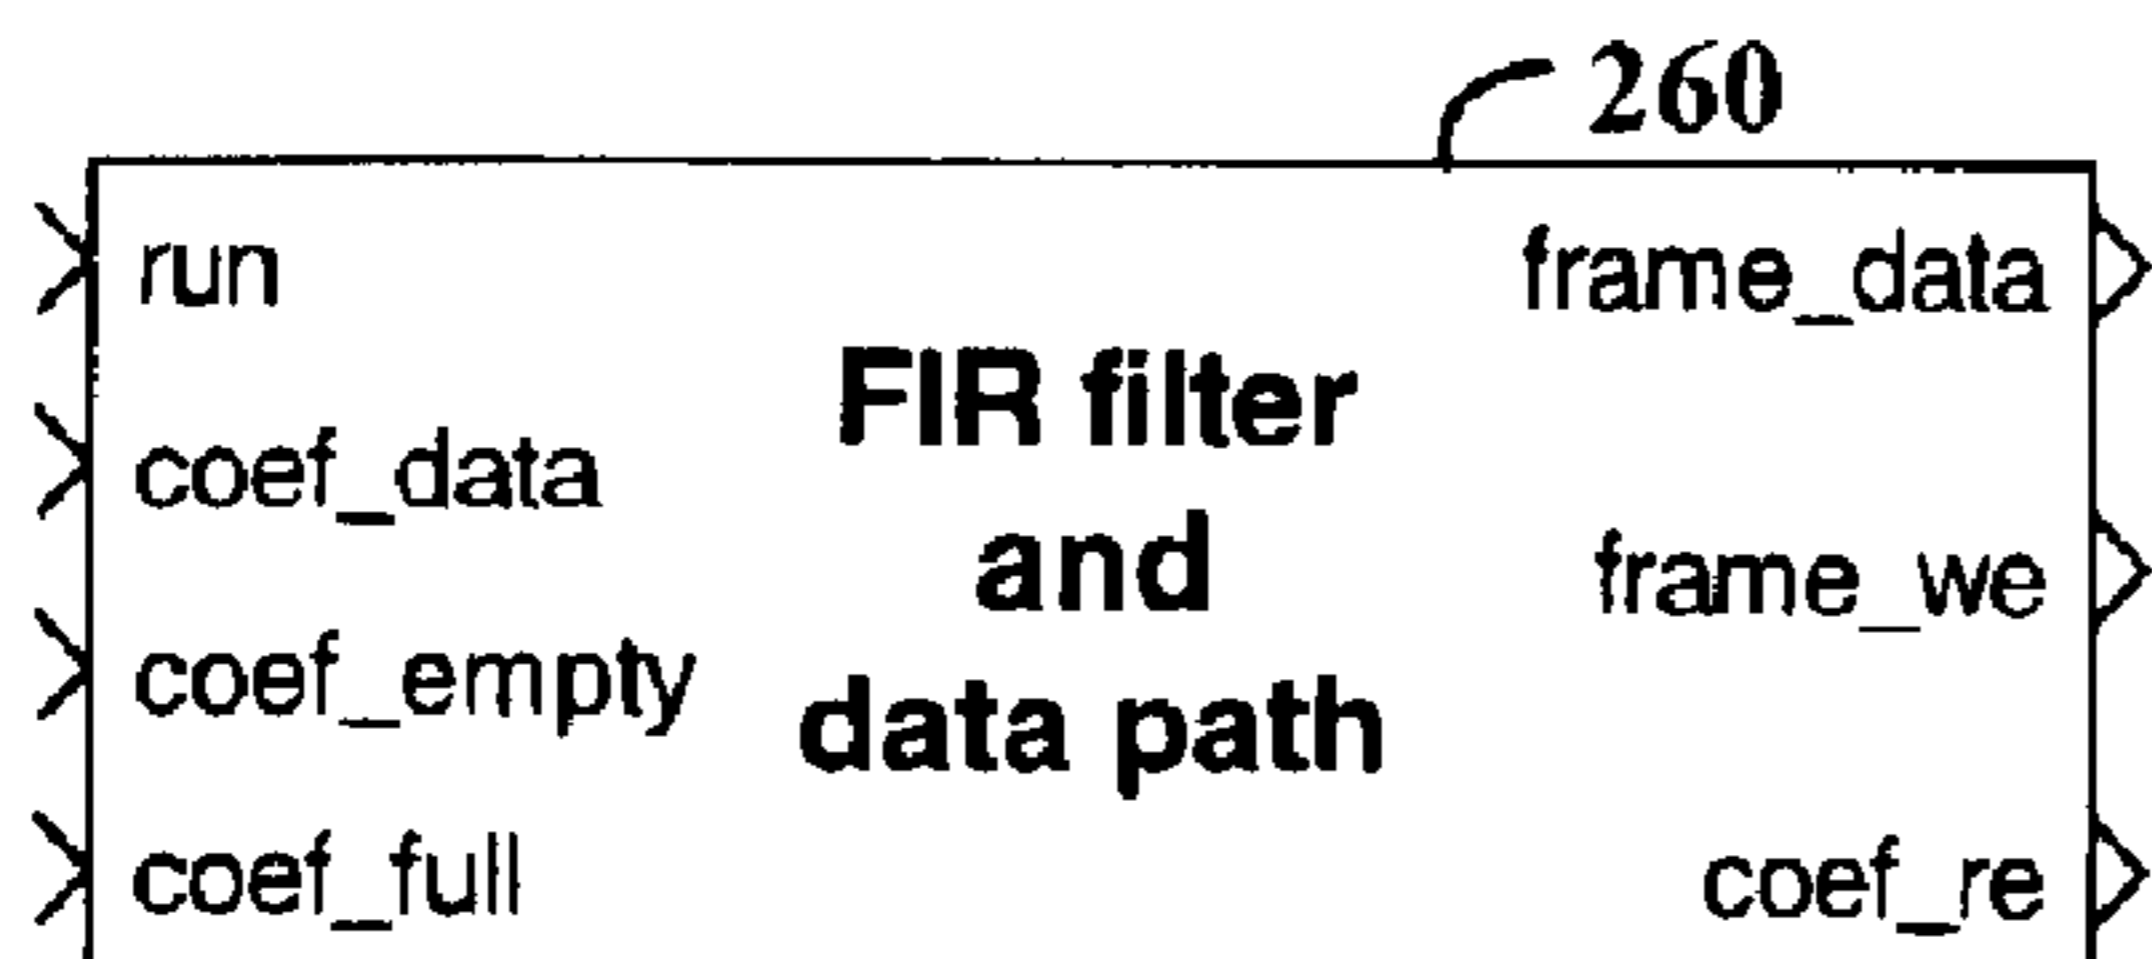 260
run
frame_data
FIR filter
coef_data
and
frame_we
coef_empty
data path
coef_full
coef_re